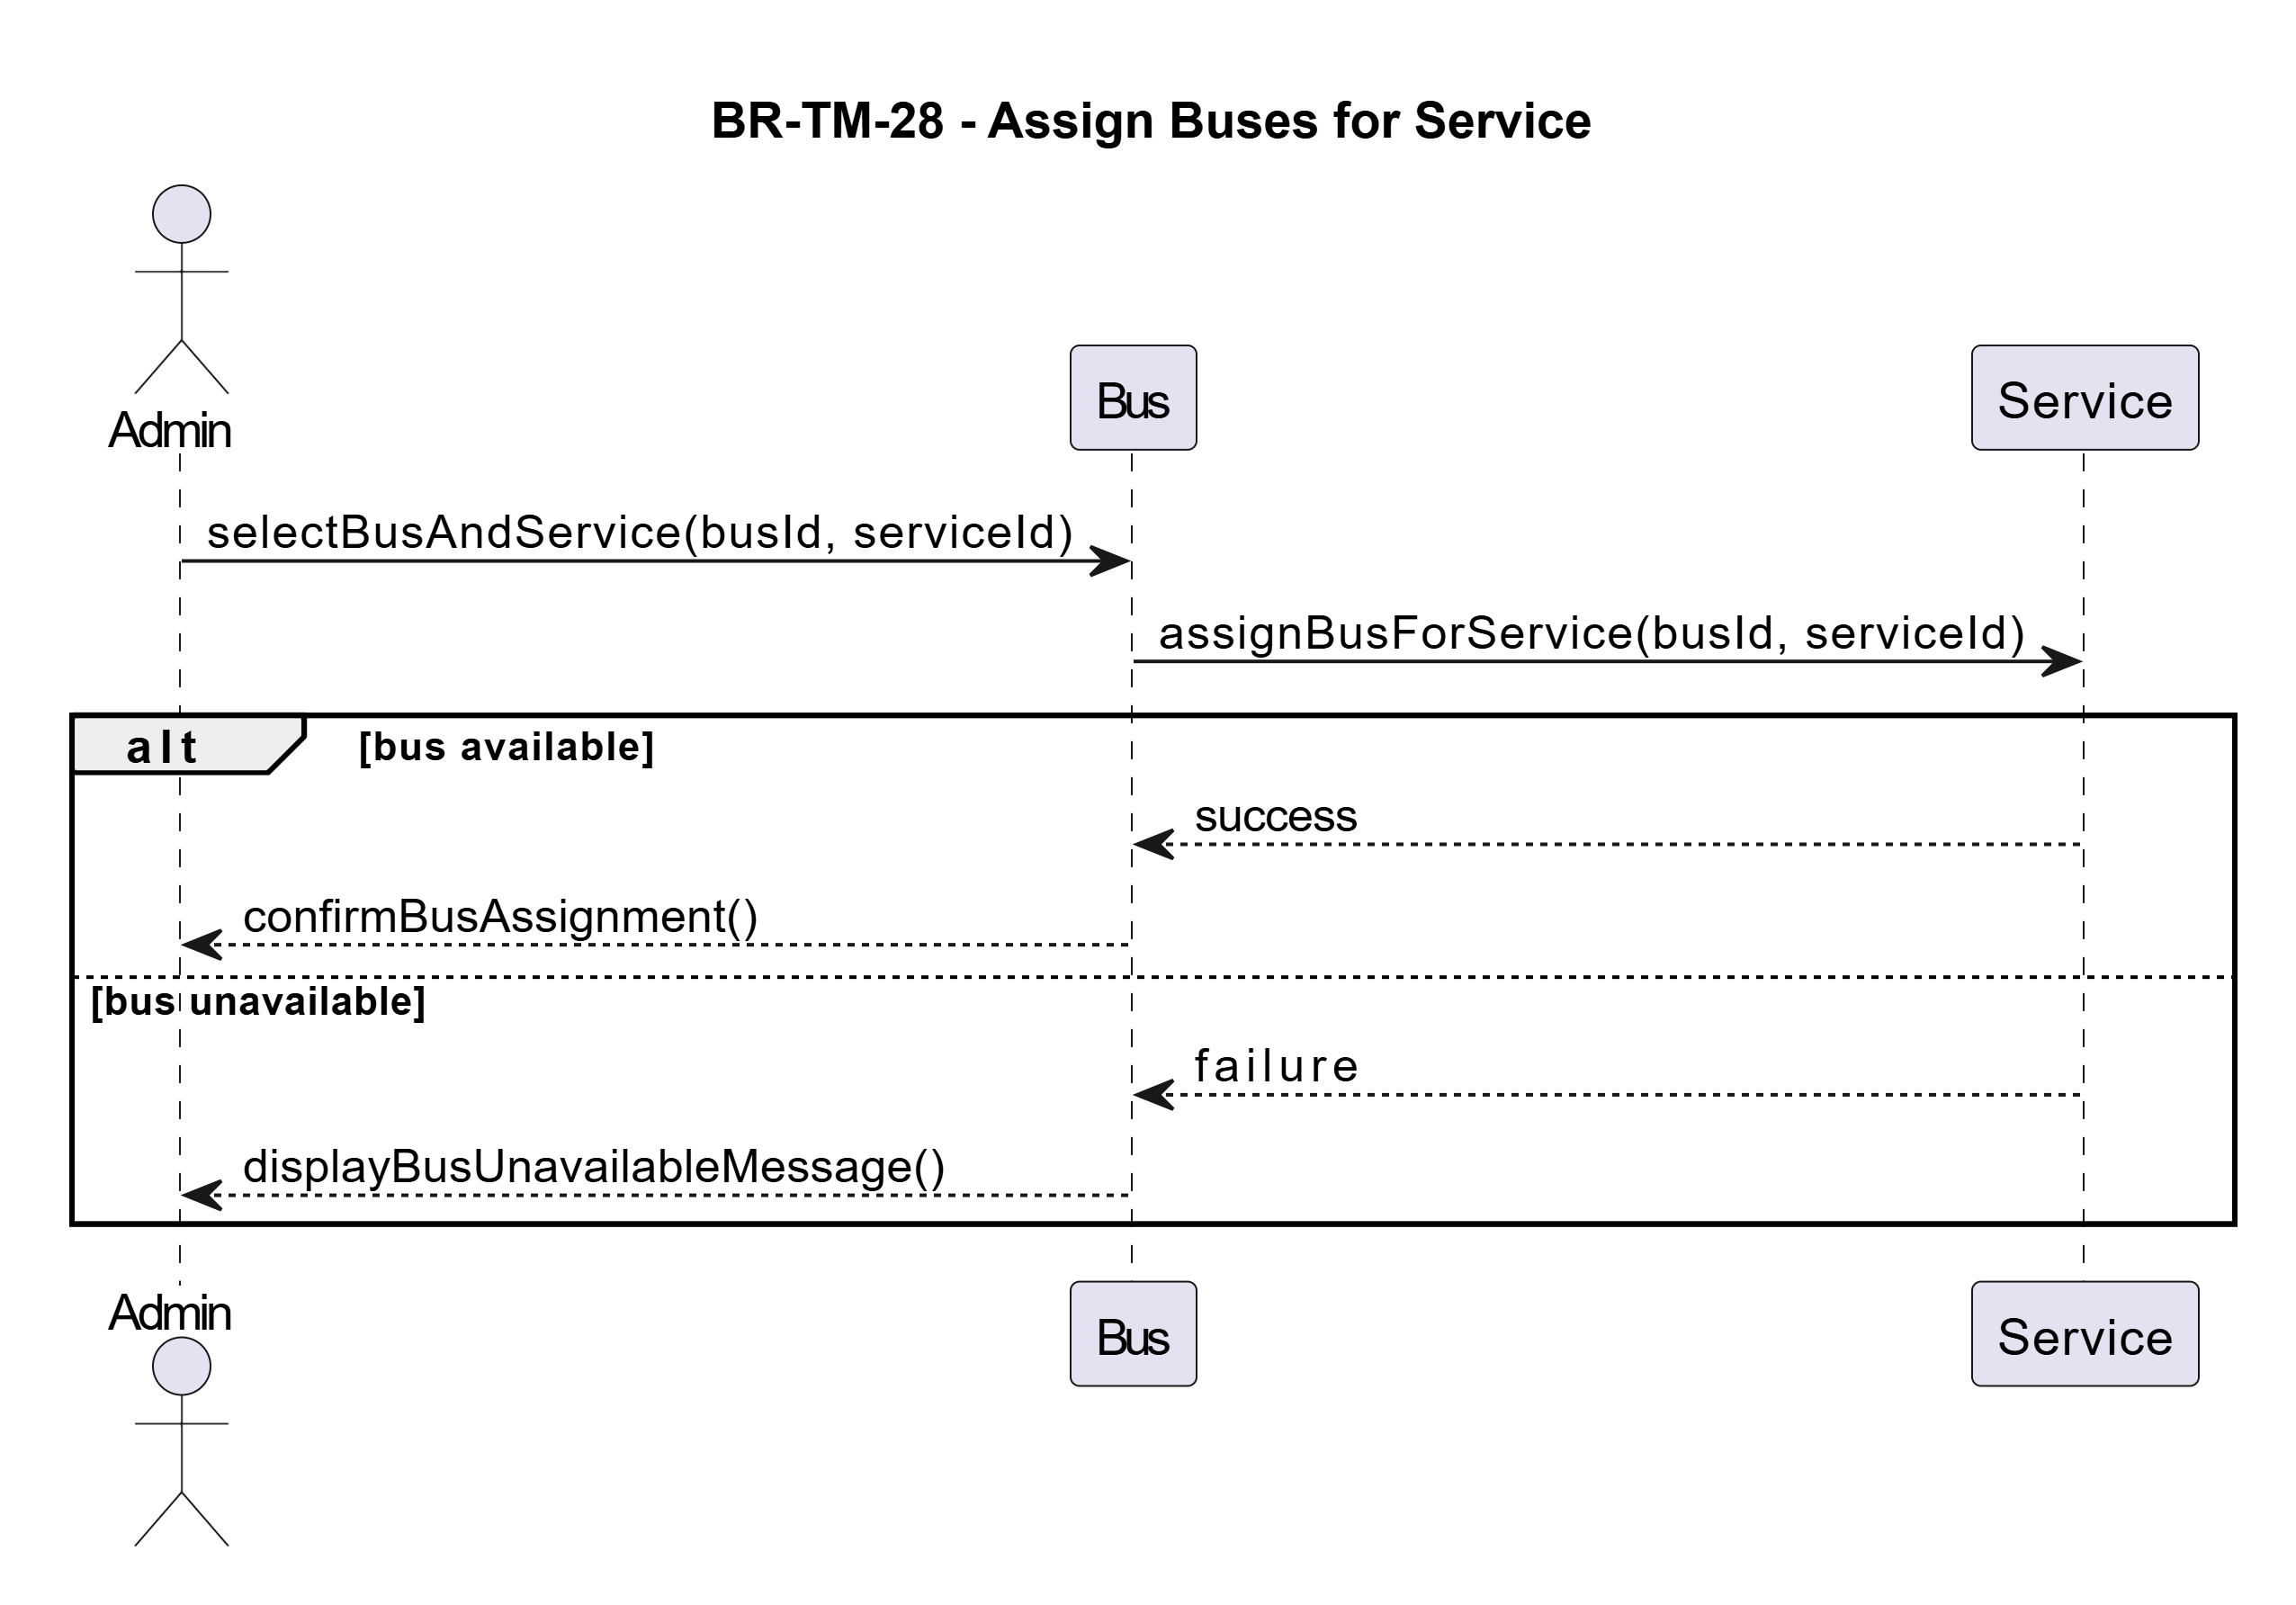 BR-TM-28 - Assign Buses for Service
Admin
Bus
Service
selectBusAndService(busId, serviceId)
assignBusForService(busId, serviceId)
alt [bus available]
success
confirmBusAssignment()
[bus unavailable]
failure
displayBusUnavailableMessage()
Admin
Bus
Service